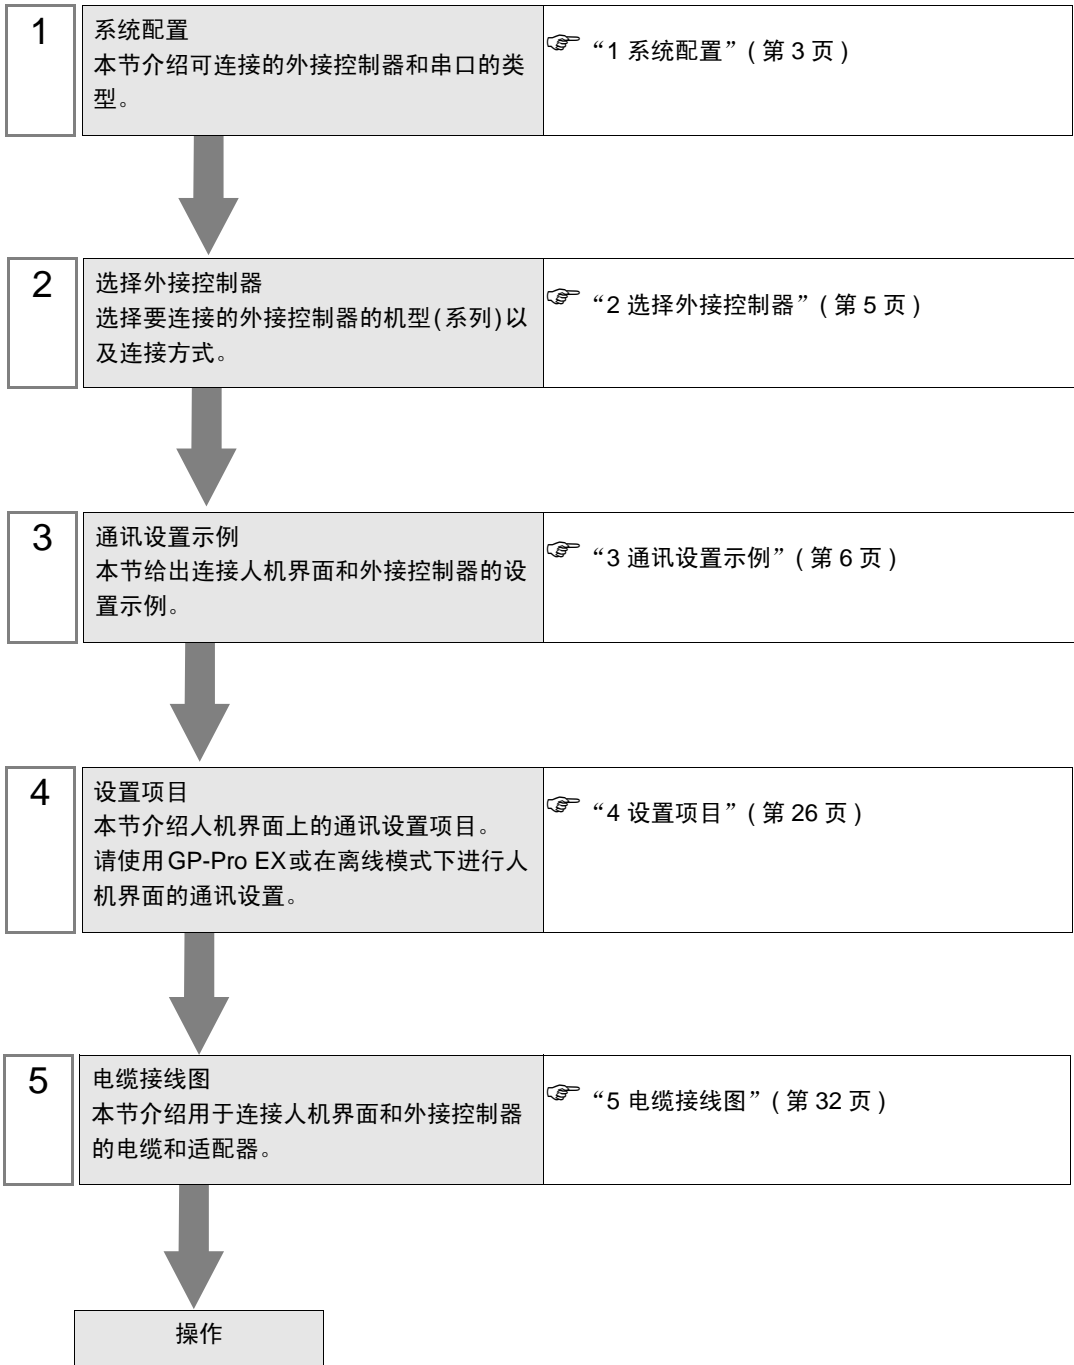 1
系统配置
本节介绍可连接的外接控制器和串口的类
型。
☞ “1 系统配置” ( 第 3 页 )
2
选择外接控制器
选择要连接的外接控制器的机型(系列)以
及连接方式。
☞ “2 选择外接控制器” ( 第 5 页 )
3
通讯设置示例
本节给出连接人机界面和外接控制器的设
置示例。
☞ “3 通讯设置示例” ( 第 6 页 )
4
设置项目
本节介绍人机界面上的通讯设置项目。
请使用GP-Pro EX或在离线模式下进行人
机界面的通讯设置。
☞ “4 设置项目” ( 第 26 页 )
5
电缆接线图
本节介绍用于连接人机界面和外接控制器
的电缆和适配器。
☞ “5 电缆接线图” ( 第 32 页 )
操作